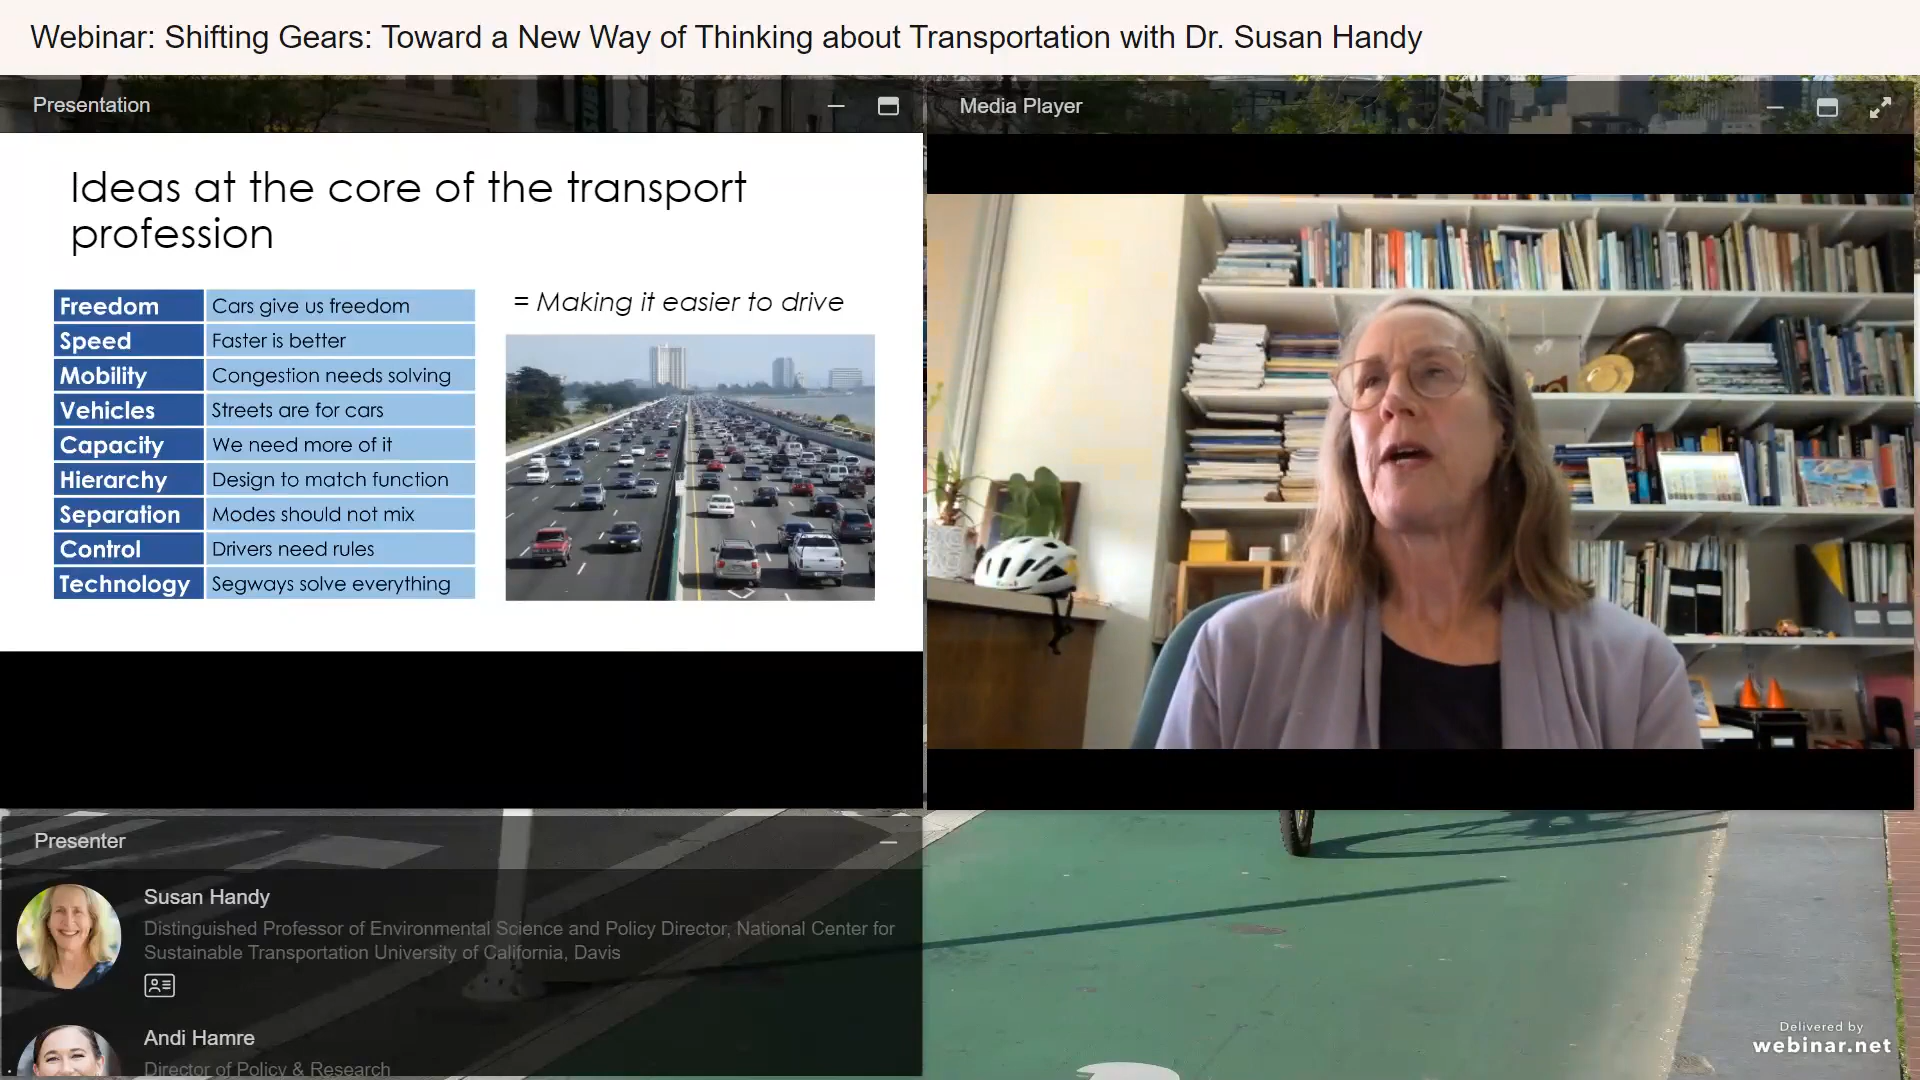 Webinar: Shifting Gears: Toward a New Way of Thinking about Transportation with Dr. Susan Handy
Presentation
Ideas at the core of the transport
profession
Freedom Cars give us freedom
Speed Faster is better
Mobility Congestion needs solving
Vehicles Streets are for cars
Capacity We need more of it
Hierarchy Design to match function
Separation Modes should not mix
Control Drivers need rules
Technology Segways solve everything
= Making it easier to drive
Media Player
Presenter
Susan Handy
Distinguished Professor of Environmental Science and Policy Director, National Center for
Sustainable Transportation University of California, Davis
Andi Hamre
Director of Policy & Research
Delivered by
webinar.net